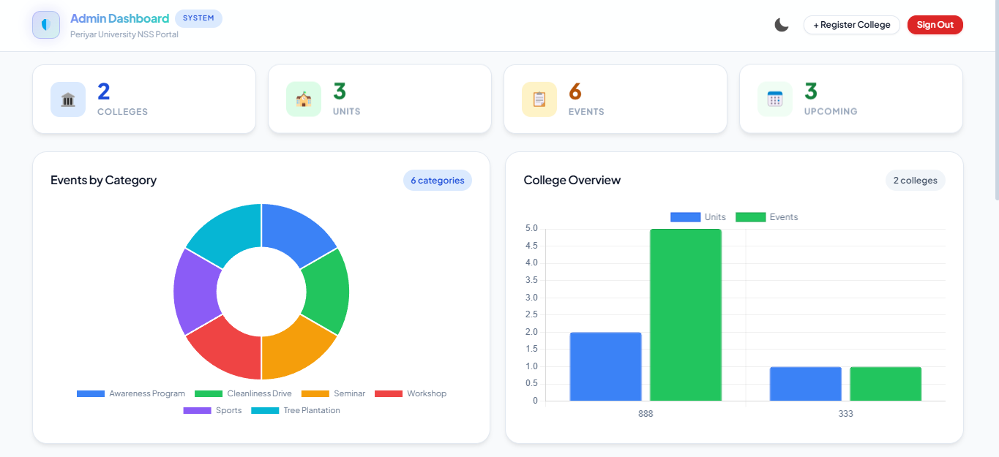 Admin Dashboard SYSTEM
Periyar University NSS Portal
+ Register College
Sign Out
2
COLLEGES
3
UNITS
6
EVENTS
3
UPCOMING
Events by Category
6 categories
Awareness Program Cleanliness Drive Seminar Workshop
Sports Tree Plantation
College Overview
2 colleges
Units Events
5.0
4.5
4.0
3.5
3.0
2.5
2.0
1.5
1.0
0.5
0
888 333